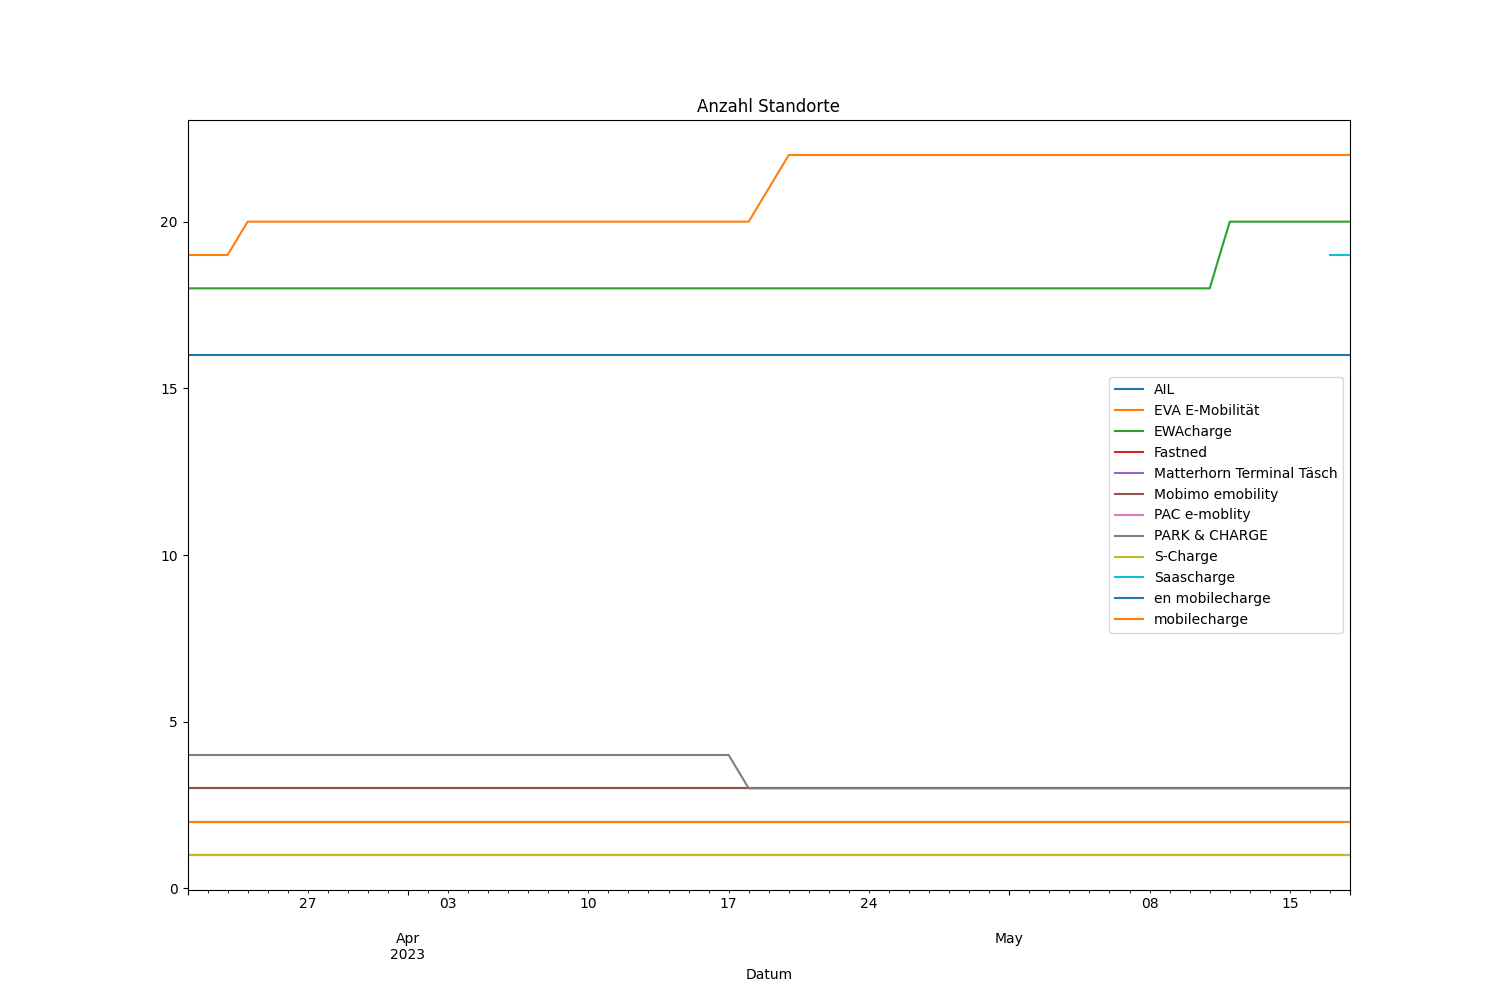 Anzahl Standorte
20
15
10
5
0
AIL
EVA E-Mobilität
EWAcharge
Fastned
Matterhorn Terminal Täsch
Mobimo emobility
PAC e-moblity
PARK & CHARGE
S-Charge
Saascharge
en mobilecharge
mobilecharge
27 03 10 17 24 08 15
Apr May
2023
Datum